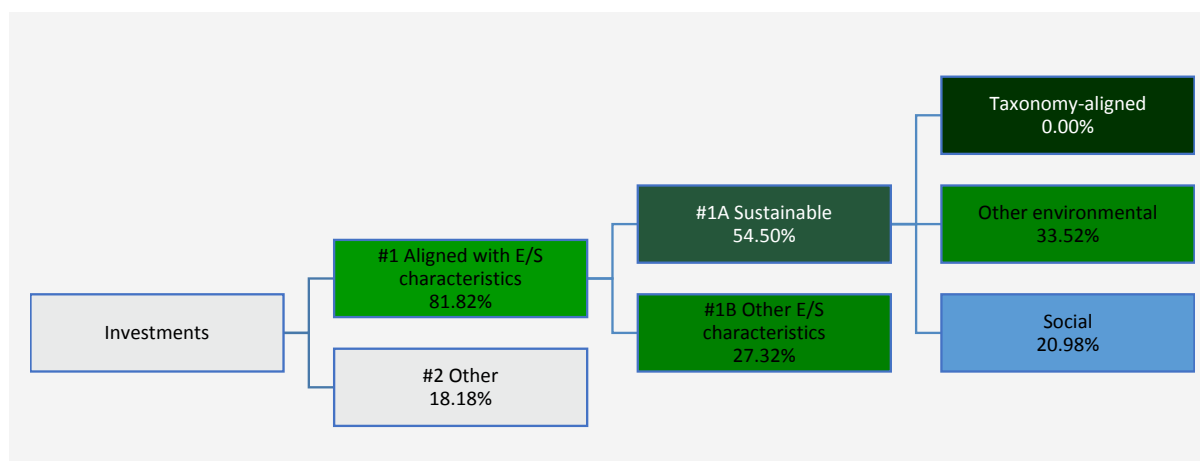 Investments
#1 Aligned with E/S
characteristics
81.82%
#2 Other
18.18%
#1A Sustainable
54.50%
#1B Other E/S
characteristics
27.32%
Taxonomy-aligned
0.00%
Other environmental
33.52%
Social
20.98%